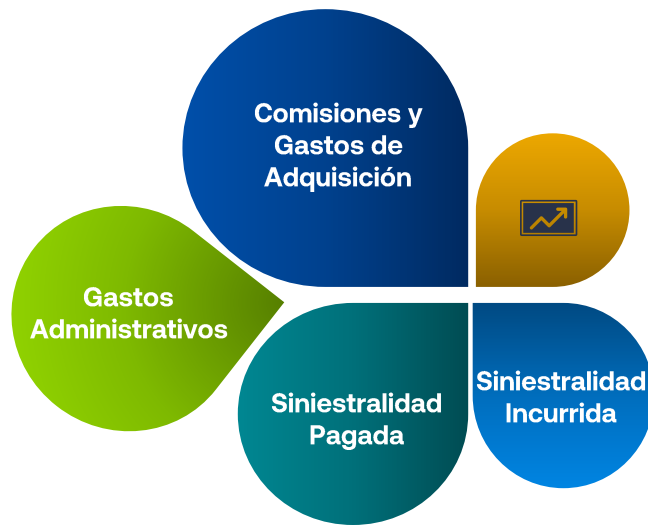 Comisiones y
Gastos de
Adquisición
Gastos
Administrativos
Siniestralidad
Pagada
Siniestralidad
Incurrida